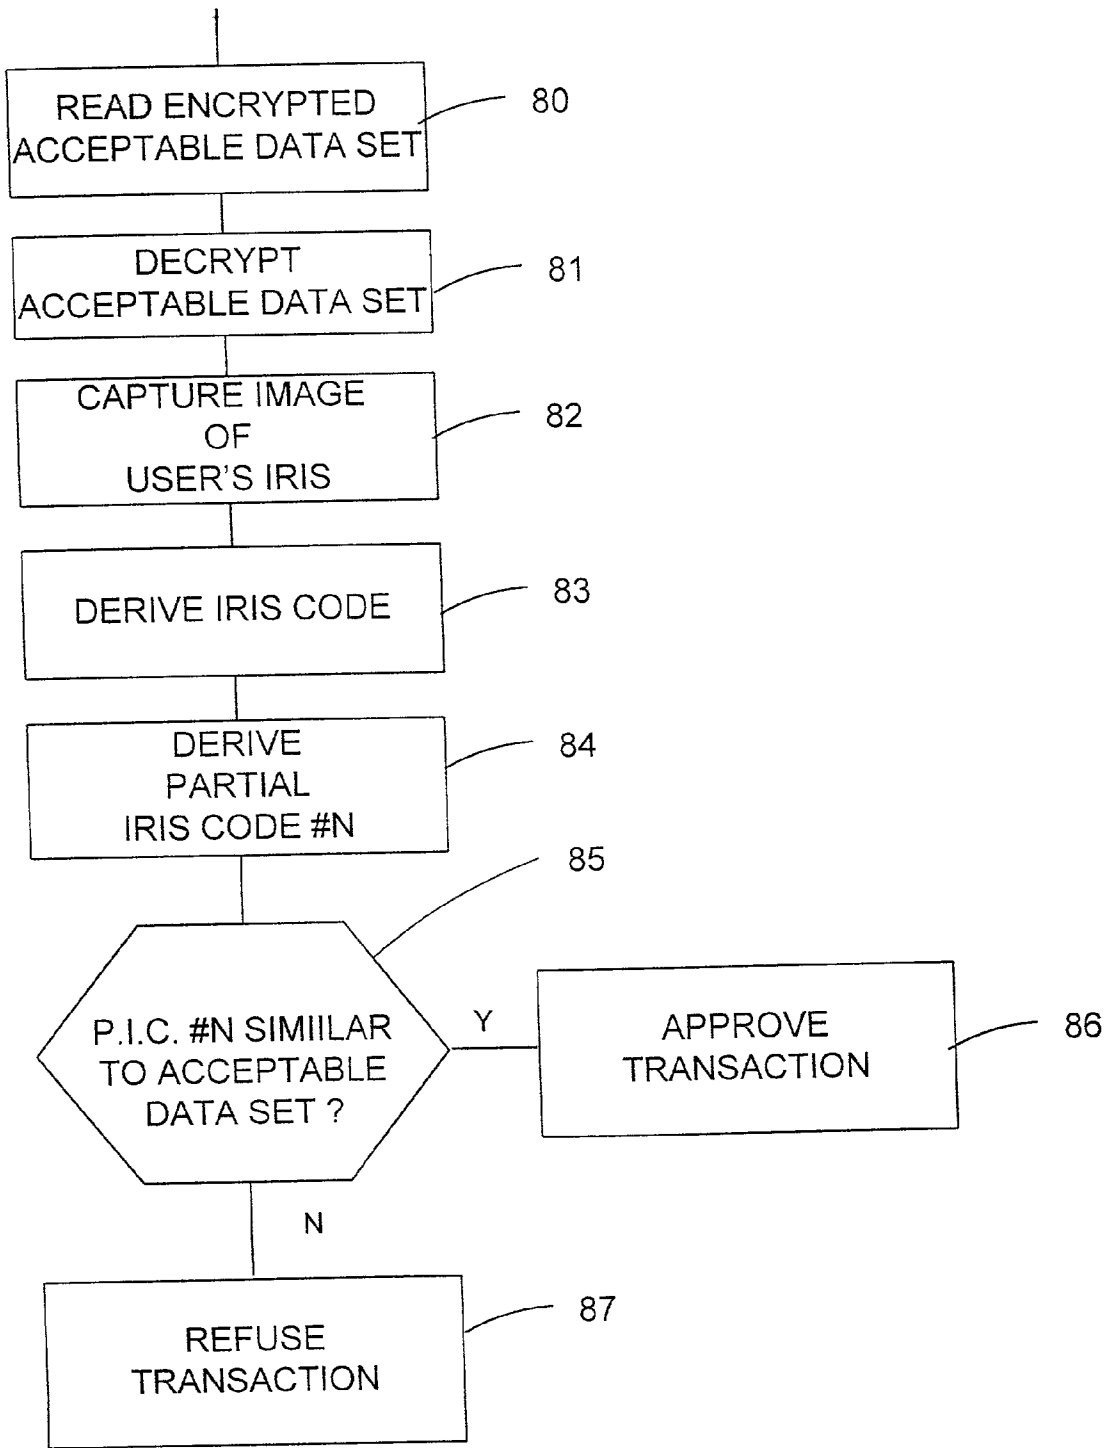 READ ENCRYPTED
ACCEPTABLE DATA SET
80
DECRYPT
ACCEPTABLE DATA SET
81
CAPTURE IMAGE
OF
USER'S IRIS
82
DERIVE IRIS CODE
83
DERIVE
PARTIAL
IRIS CODE #N
84
85
P.I.C. #N SIMIILAR
TO ACCEPTABLE
DATA SET ?
Y
APPROVE
TRANSACTION
86
N
REFUSE
TRANSACTION
87